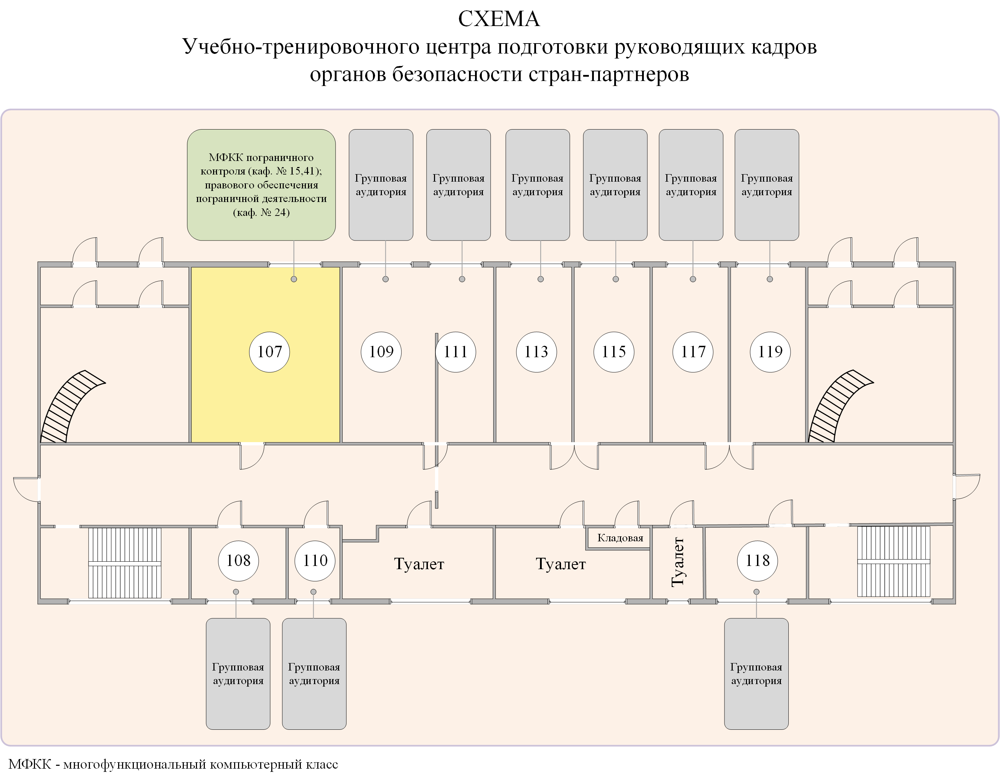 СХЕМА
Учебно-тренировочного центра подготовки руководящих кадров
органов безопасности стран-партнеров
МФКК пограничного
контроля (каф. № 15,41);
правового обеспечения
пограничной деятельности
(каф. № 24)
Групповая
аудитория
Групповая
аудитория
Групповая
аудитория
Групповая
аудитория
Групповая
аудитория
Групповая
аудитория
107
109
111
113
115
117
119
108
110
Туалет
Туалет
Кладовая
Туалет
118
Групповая
аудитория
Групповая
аудитория
Групповая
аудитория
МФКК - многофункциональный компьютерный класс